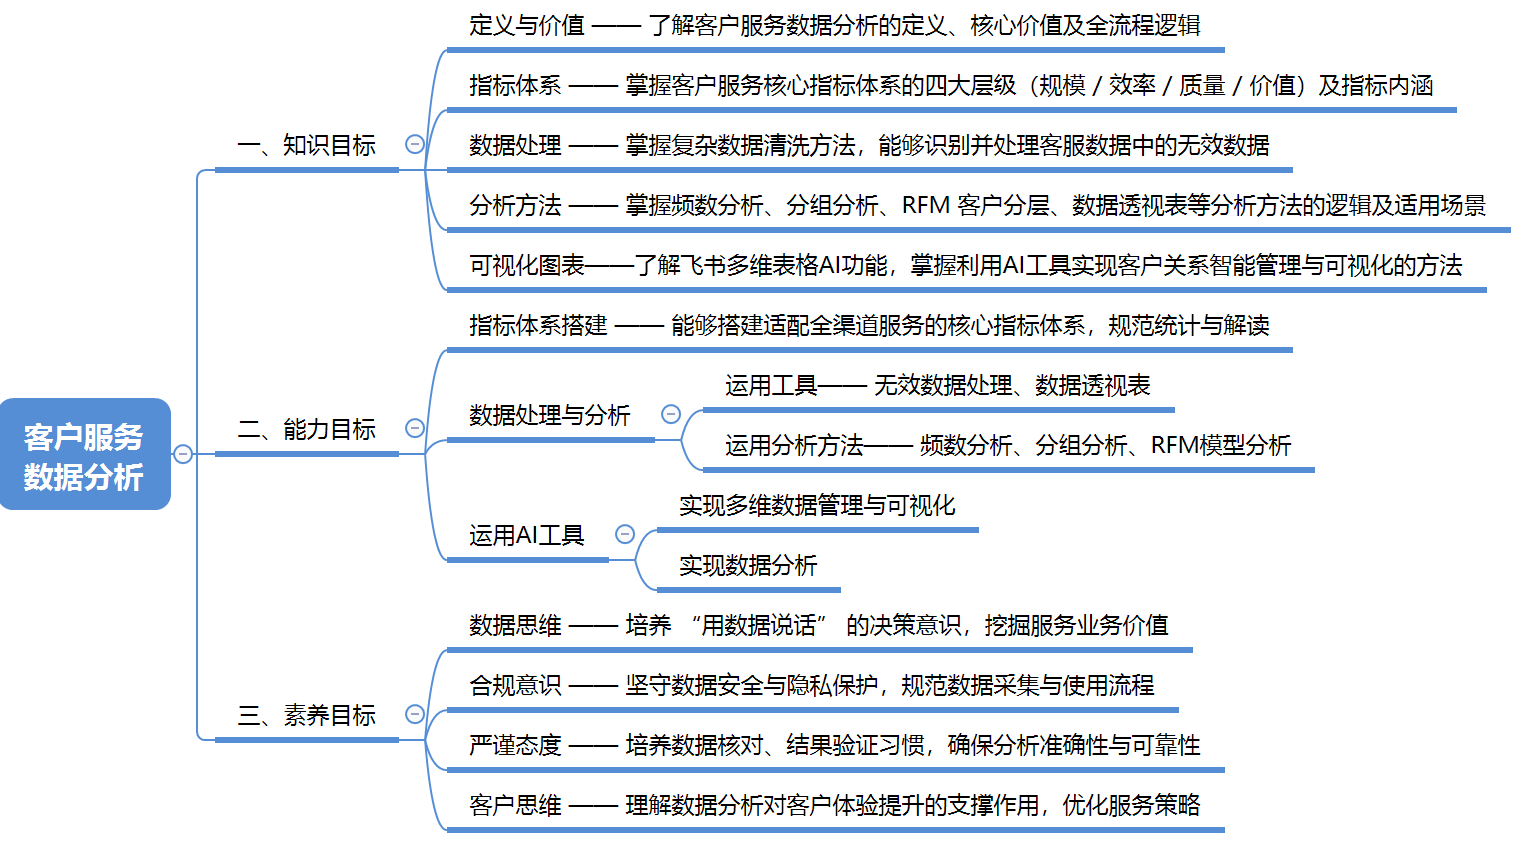 客户服务
数据分析
一、知识目标
定义与价值 —— 了解客户服务数据分析的定义、核心价值及全流程逻辑
指标体系 —— 掌握客户服务核心指标体系的四大层级（规模 / 效率 / 质量 / 价值）及指标内涵
数据处理 —— 掌握复杂数据清洗方法，能够识别并处理客服数据中的无效数据
分析方法 —— 掌握频数分析、分组分析、RFM 客户分层、数据透视表等分析方法的逻辑及适用场景
可视化图表——了解飞书多维表格AI功能，掌握利用AI工具实现客户关系智能管理与可视化的方法
二、能力目标
指标体系搭建 —— 能够搭建适配全渠道服务的核心指标体系，规范统计与解读
数据处理与分析
运用工具—— 无效数据处理、数据透视表
运用分析方法—— 频数分析、分组分析、RFM模型分析
运用AI工具
实现多维数据管理与可视化
实现数据分析
三、素养目标
数据思维 —— 培养 “用数据说话” 的决策意识，挖掘服务业务价值
合规意识 —— 坚守数据安全与隐私保护，规范数据采集与使用流程
严谨态度 —— 培养数据核对、结果验证习惯，确保分析准确性与可靠性
客户思维 —— 理解数据分析对客户体验提升的支撑作用，优化服务策略